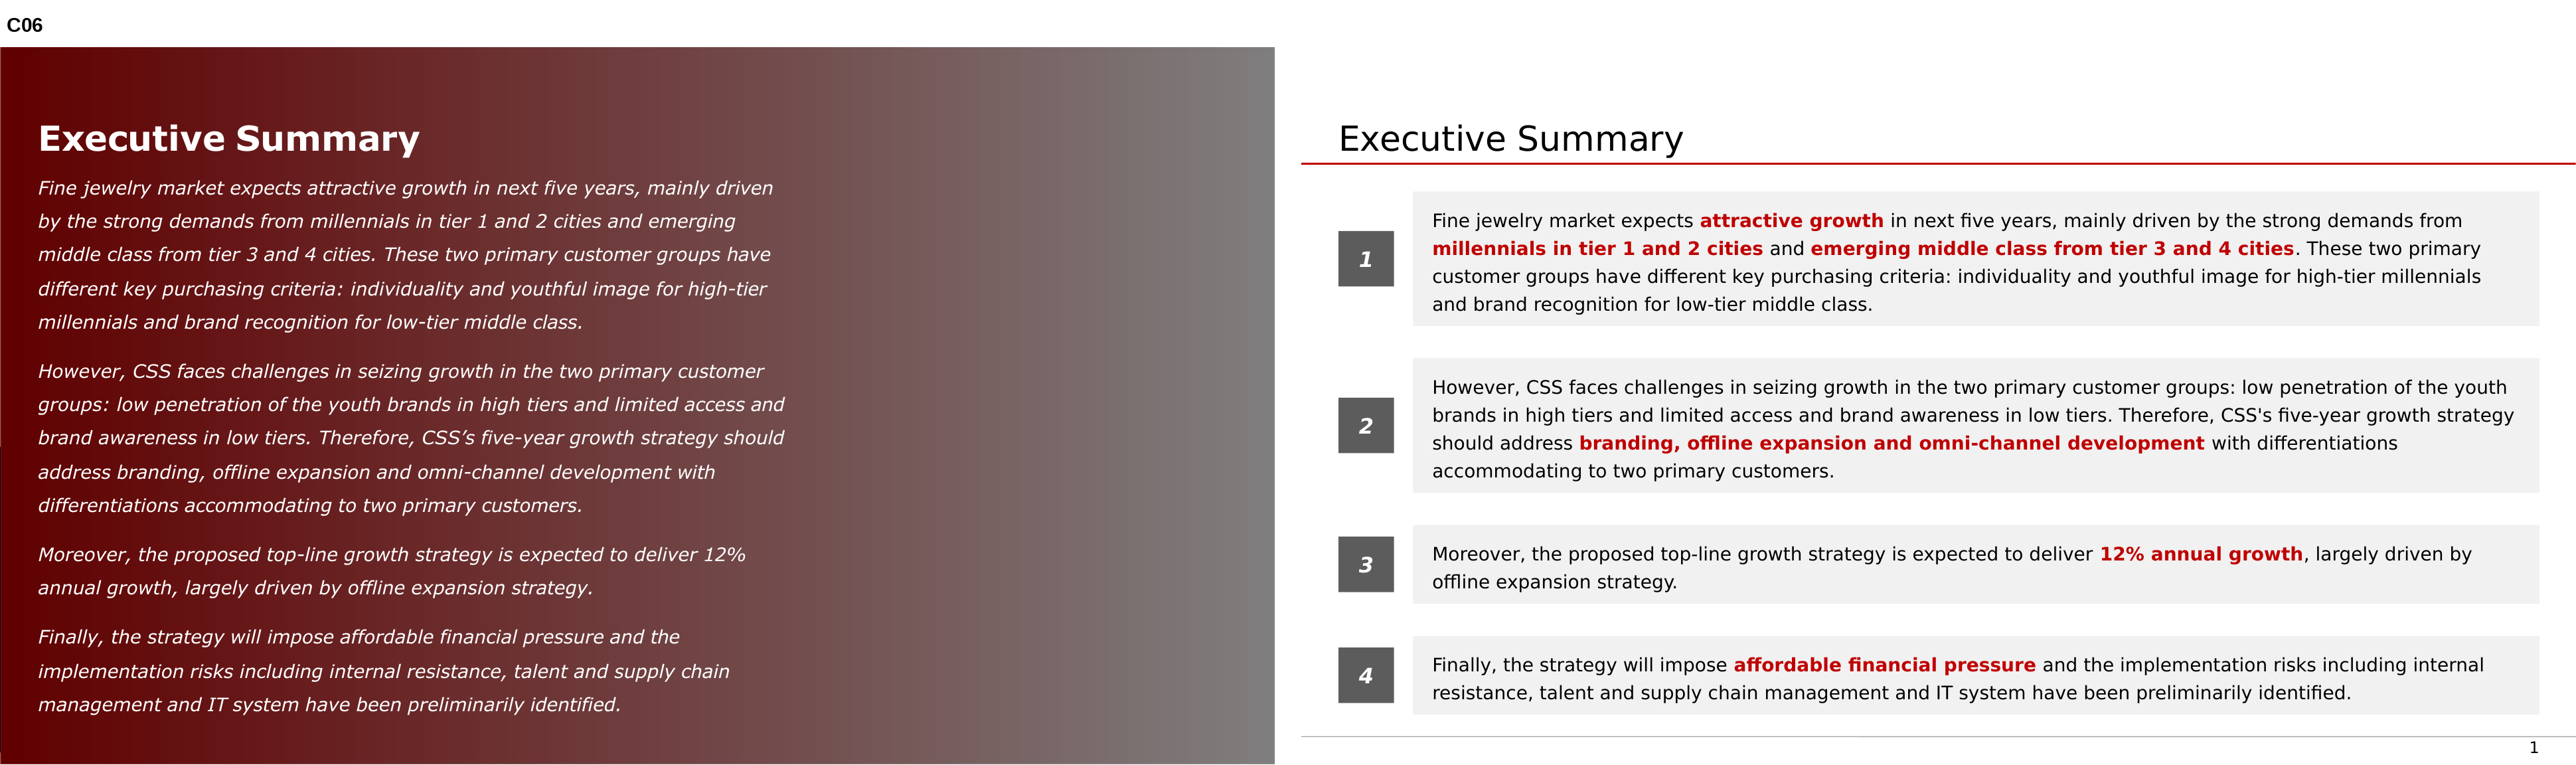 C06
Executive Summary
Fine jewelry market expects attractive growth in next five years, mainly driven
by the strong demands from millennials in tier 1 and 2 cities and emerging
middle class from tier 3 and 4 cities. These two primary customer groups have
different key purchasing criteria: individuality and youthful image for high-tier
millennials and brand recognition for low-tier middle class.
However, CSS faces challenges in seizing growth in the two primary customer
groups: low penetration of the youth brands in high tiers and limited access and
brand awareness in low tiers. Therefore, CSS’s five-year growth strategy should
address branding, offline expansion and omni-channel development with
differentiations accommodating to two primary customers.
Moreover, the proposed top-line growth strategy is expected to deliver 12%
annual growth, largely driven by offline expansion strategy.
Finally, the strategy will impose affordable financial pressure and the
implementation risks including internal resistance, talent and supply chain
management and IT system have been preliminarily identified.
Executive Summary
1
Fine jewelry market expects attractive growth in next five years, mainly driven by the strong demands from
millennials in tier 1 and 2 cities and emerging middle class from tier 3 and 4 cities. These two primary
customer groups have different key purchasing criteria: individuality and youthful image for high-tier millennials
and brand recognition for low-tier middle class.
2
However, CSS faces challenges in seizing growth in the two primary customer groups: low penetration of the youth
brands in high tiers and limited access and brand awareness in low tiers. Therefore, CSS's five-year growth strategy
should address branding, offline expansion and omni-channel development with differentiations
accommodating to two primary customers.
3
Moreover, the proposed top-line growth strategy is expected to deliver 12% annual growth, largely driven by
offline expansion strategy.
4
Finally, the strategy will impose affordable financial pressure and the implementation risks including internal
resistance, talent and supply chain management and IT system have been preliminarily identified.
1